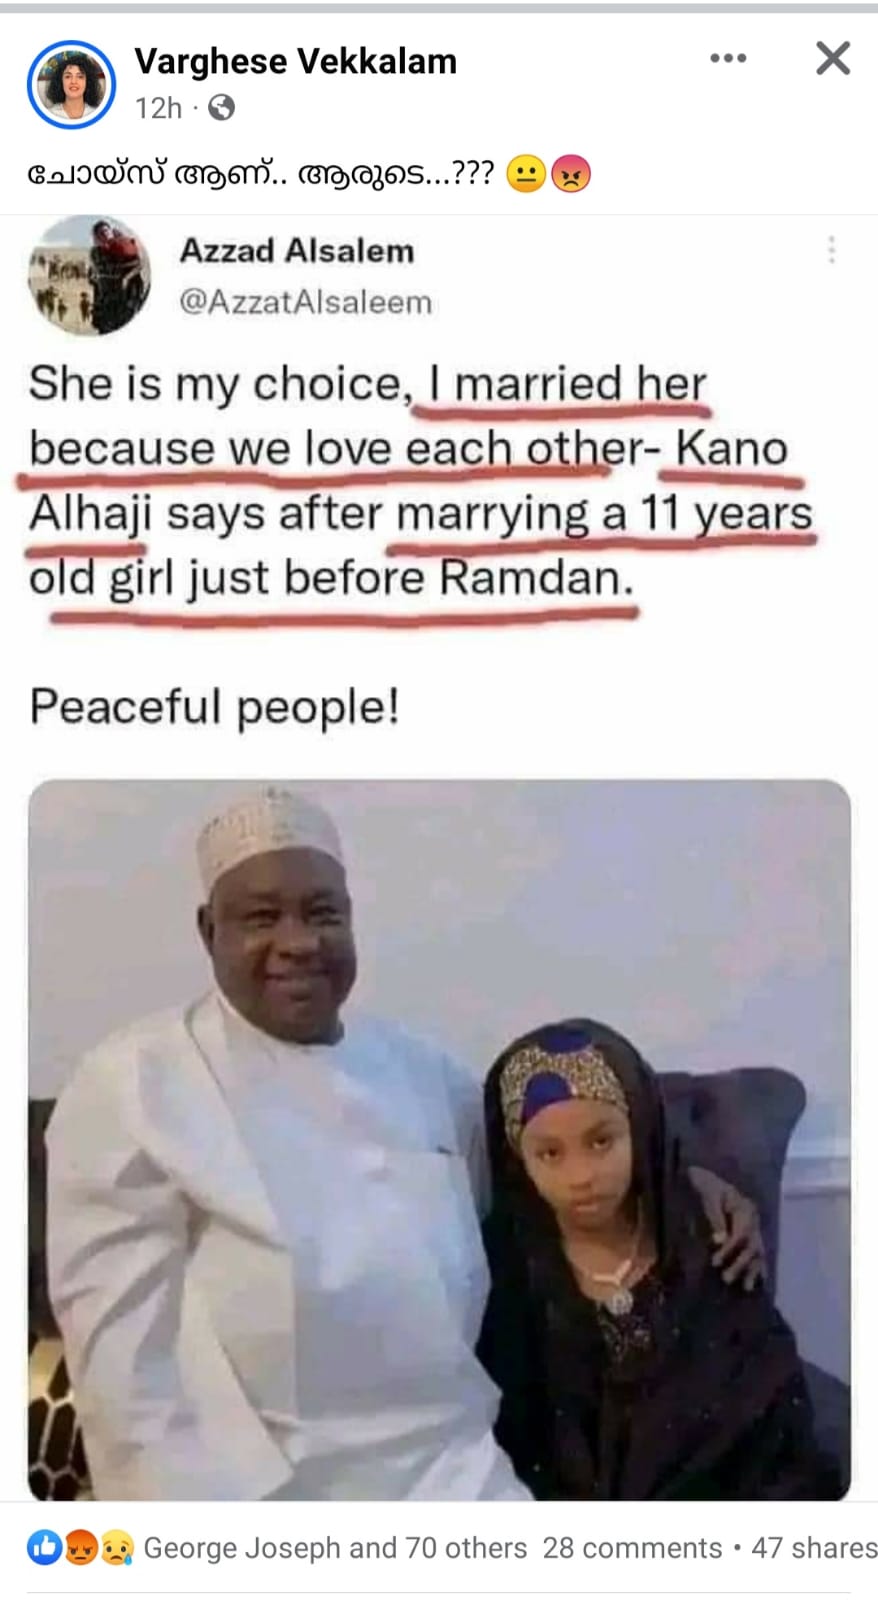 Varghese Vekkalam
12h ·
ചോയ്സ് ആണ്.. ആരുടെ...??? 😐😡
Azzad Alsalem
@AzzatAlsaleem
She is my choice, I married her
because we love each other- Kano
Alhaji says after marrying a 11 years
old girl just before Ramdan.
Peaceful people!
George Joseph and 70 others 28 comments • 47 shares